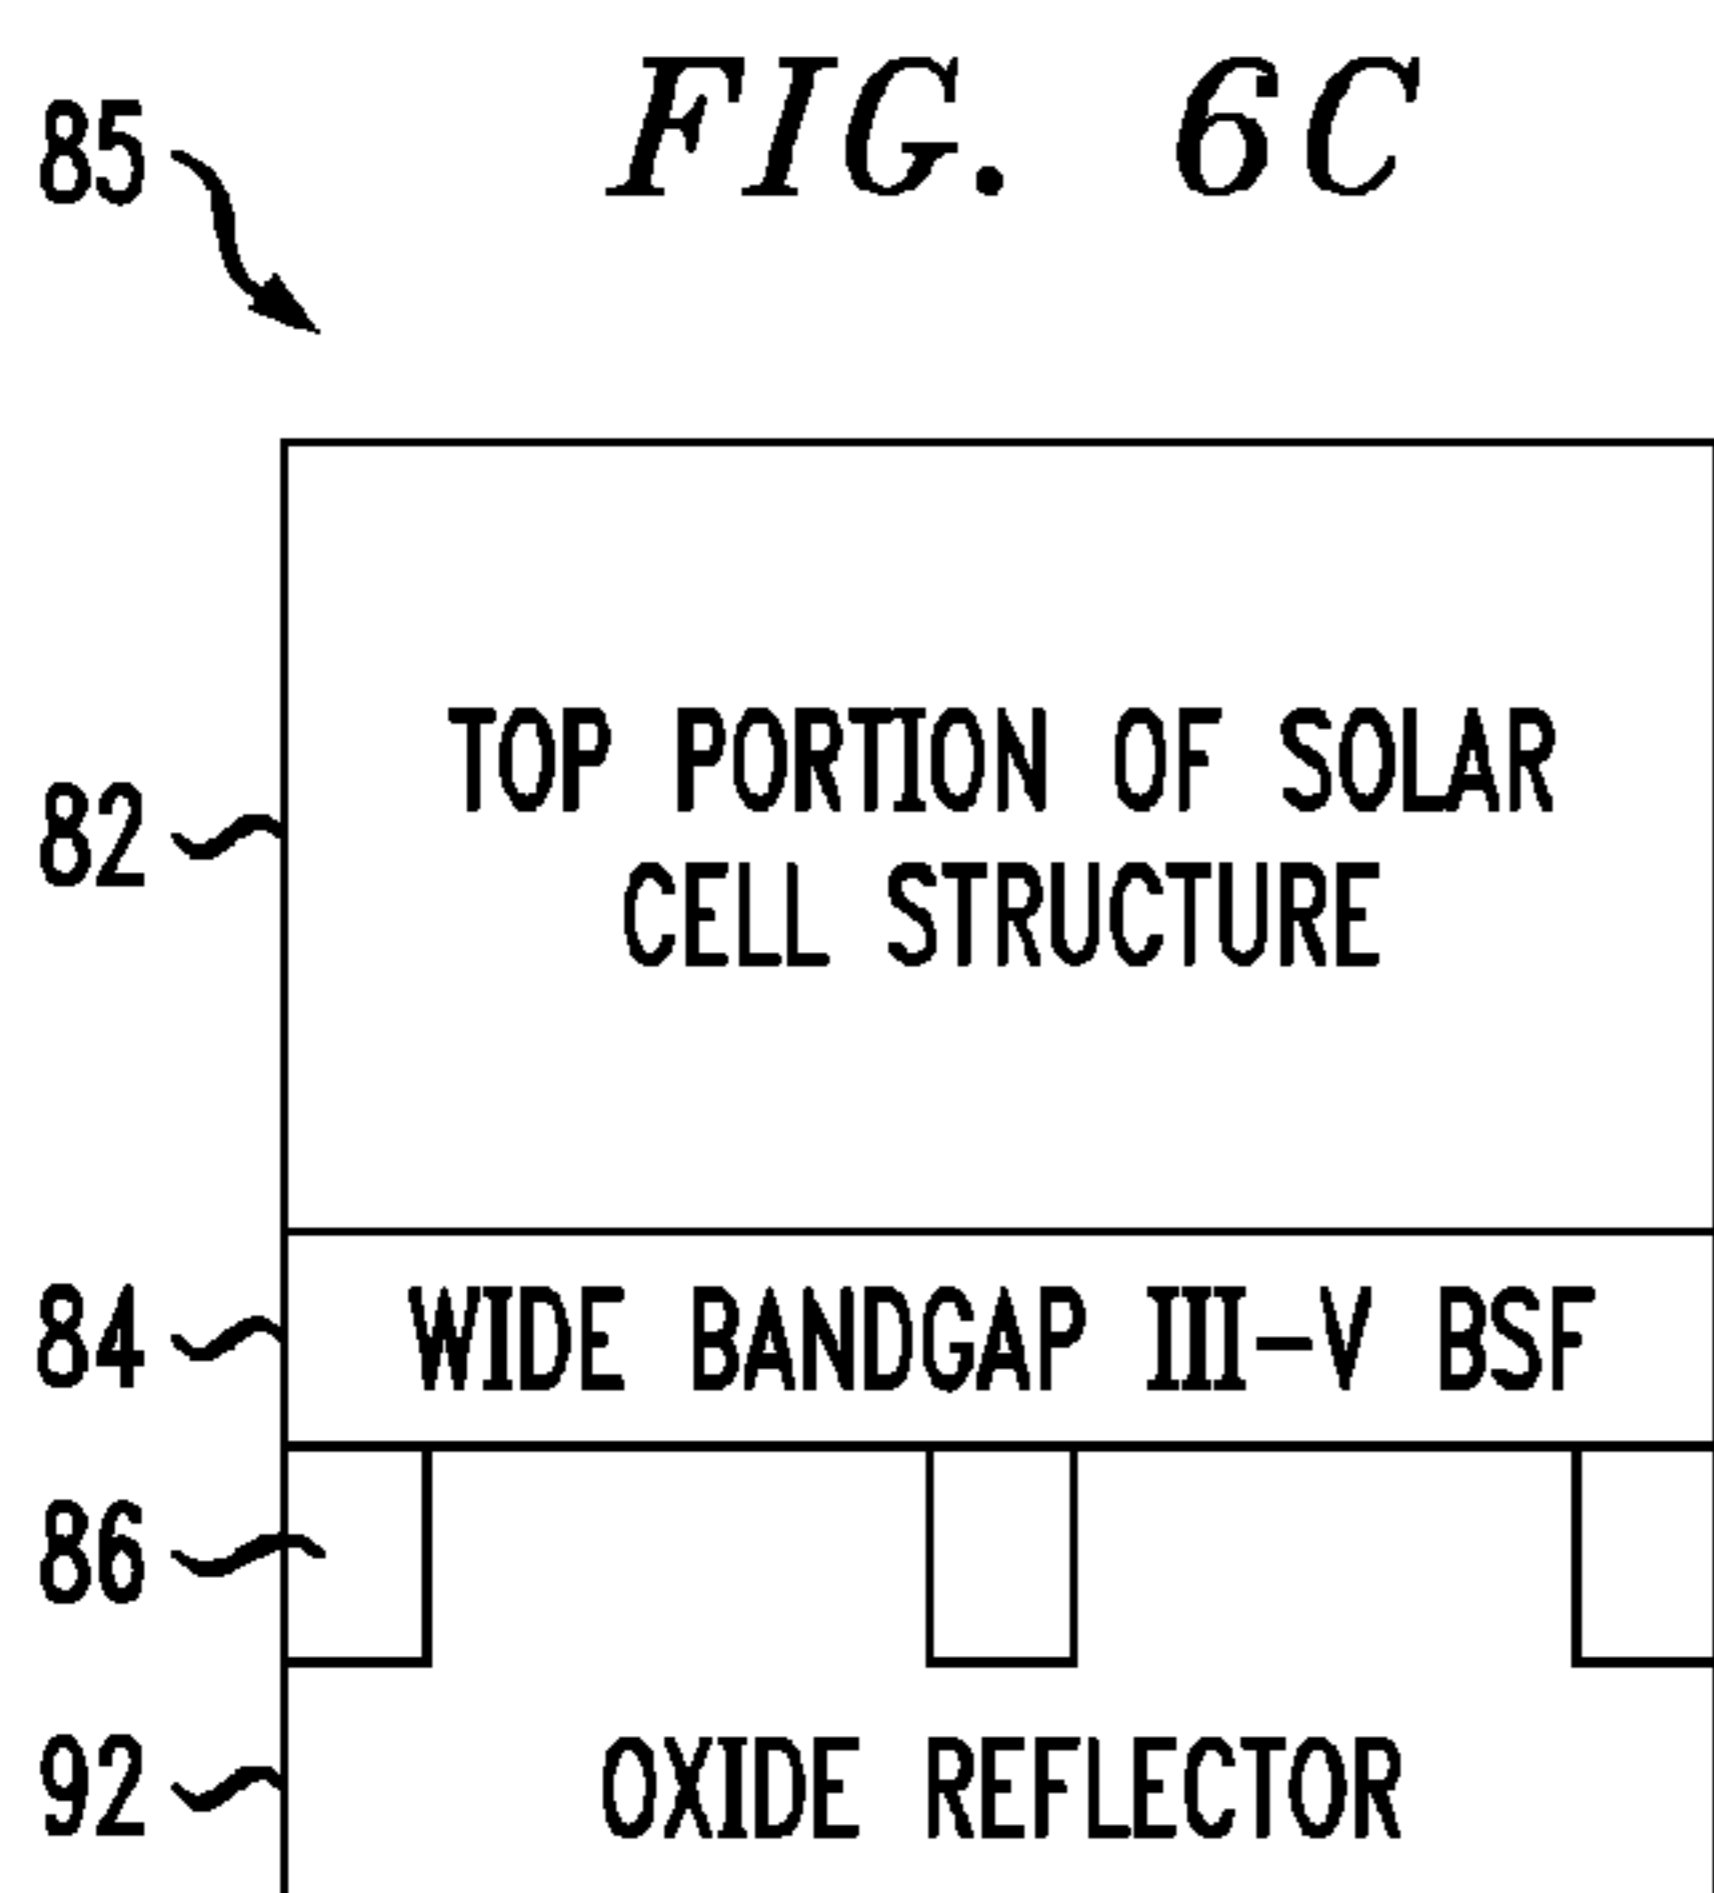 FIG. 6C
85
TOP PORTION OF SOLAR
CELL STRUCTURE
82
84
WIDE BANDGAP III-V BSF
86
92
OXIDE REFLECTOR